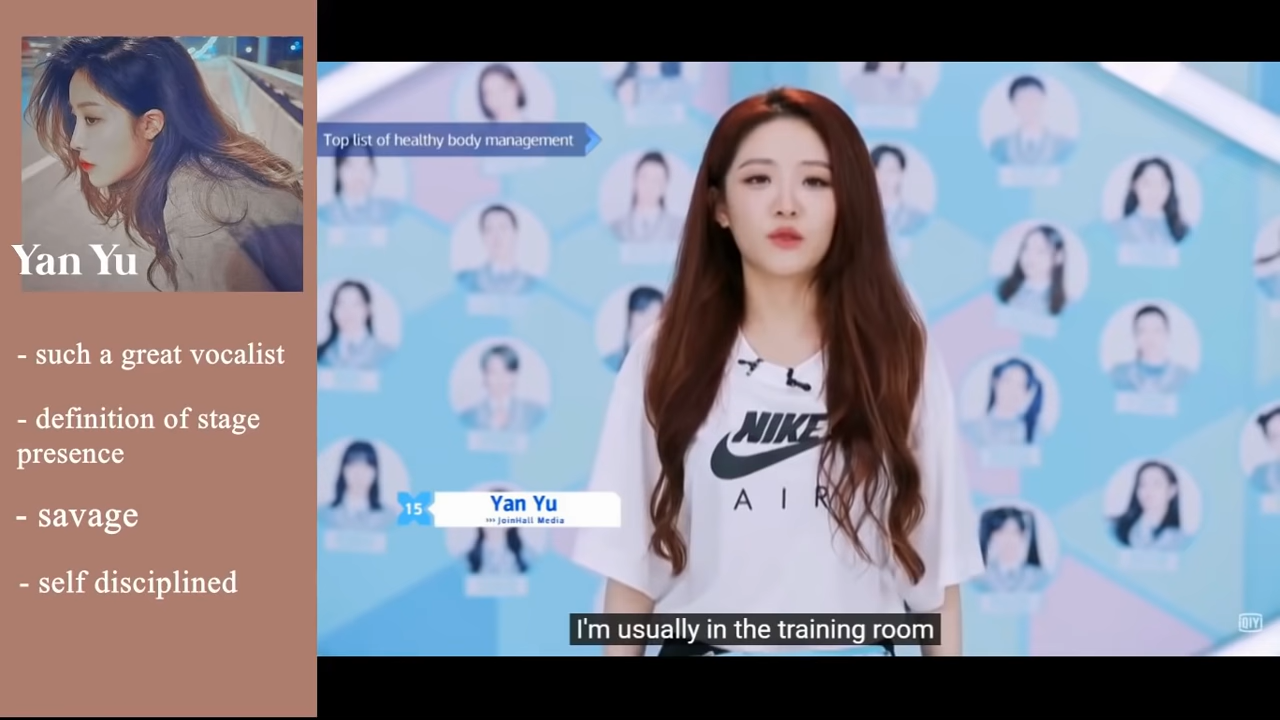 Yan Yu
- such a great vocalist
- definition of stage
presence
- savage
- self disciplined
Top list of healthy body management
NIKE
AIR
15
Yan Yu
››› JoinHall Media
I'm usually in the training room
QIY